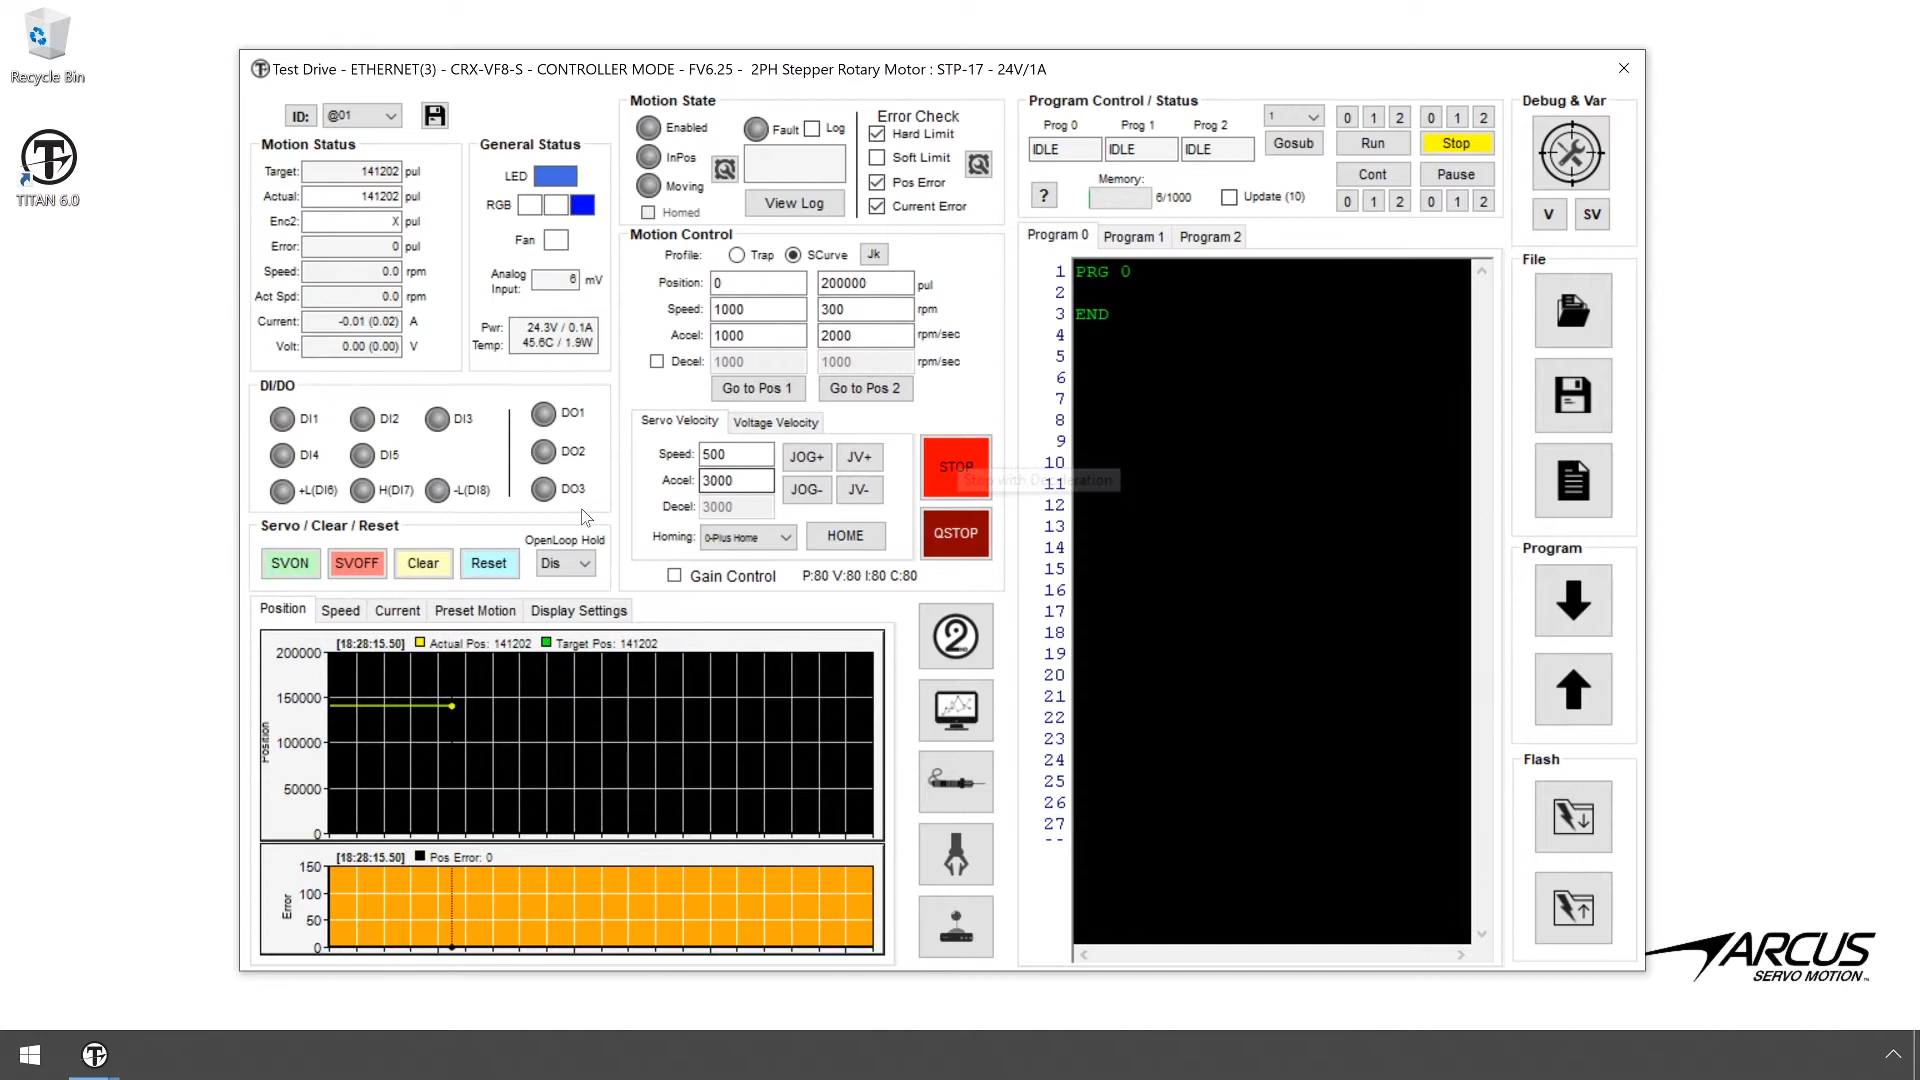 Recycle Bin
TITAN 6.0
Test Drive - ETHERNET(3) - CRX-VF8-S - CONTROLLER MODE - FV6.25 - 2PH Stepper Rotary Motor : STP-17 - 24V/1A
ID: @01
Motion Status
Target: 141202 pul
Actual: 141202 pul
Enc2: X pul
Error: 0 pul
Speed: 0.0 rpm
Act Spd: 0.0 rpm
Current: -0.01 (0.02) A
Volt: 0.00 (0.00) V
General Status
LED
RGB
Fan
Analog Input: 6 mV
Pwr: 24.3V / 0.1A
Temp: 45.6C / 1.9W
DI/DO
DI1 DI2 DI3 DO1
DI4 DI5 DO2
+L(DI6) H(DI7) -L(DI8) DO3
Servo / Clear / Reset
OpenLoop Hold
SVON SVOFF Clear Reset Dis
Motion State
Enabled
InPos
Moving
Homed
Fault Log
View Log
Error Check
Hard Limit
Soft Limit
Pos Error
Current Error
Motion Control
Profile: Trap SCurve Jk
Position: 0 200000 pul
Speed: 1000 300 rpm
Accel: 1000 2000 rpm/sec
Decel: 1000 1000 rpm/sec
Go to Pos 1 Go to Pos 2
Servo Velocity Voltage Velocity
Speed: 500 JOG+ JV+
Accel: 3000 JOG- JV-
Decel: 3000
Homing: 0-Plus Home HOME
STOP
Stop with Deceleration
QSTOP
Gain Control P:80 V:80 I:80 C:80
Position Speed Current Preset Motion Display Settings
[18:28:15.50] Actual Pos: 141202 Target Pos: 141202
200000
150000
100000
50000
0
Position
[18:28:15.50] Pos Error: 0
150
100
50
0
Error
2
Program Control / Status
Prog 0 Prog 1 Prog 2
IDLE IDLE IDLE
1
Gosub
0 1 2 0 1 2
Run Stop
Cont Pause
0 1 2 0 1 2
? Memory: 6/1000 Update (10)
Program 0 Program 1 Program 2
1 PRG 0
2
3 END
4
5
6
7
8
9
10
11
12
13
14
15
16
17
18
19
20
21
22
23
24
25
26
27
--
Debug & Var
V SV
File
Program
Flash
ARCUS
SERVO MOTION™